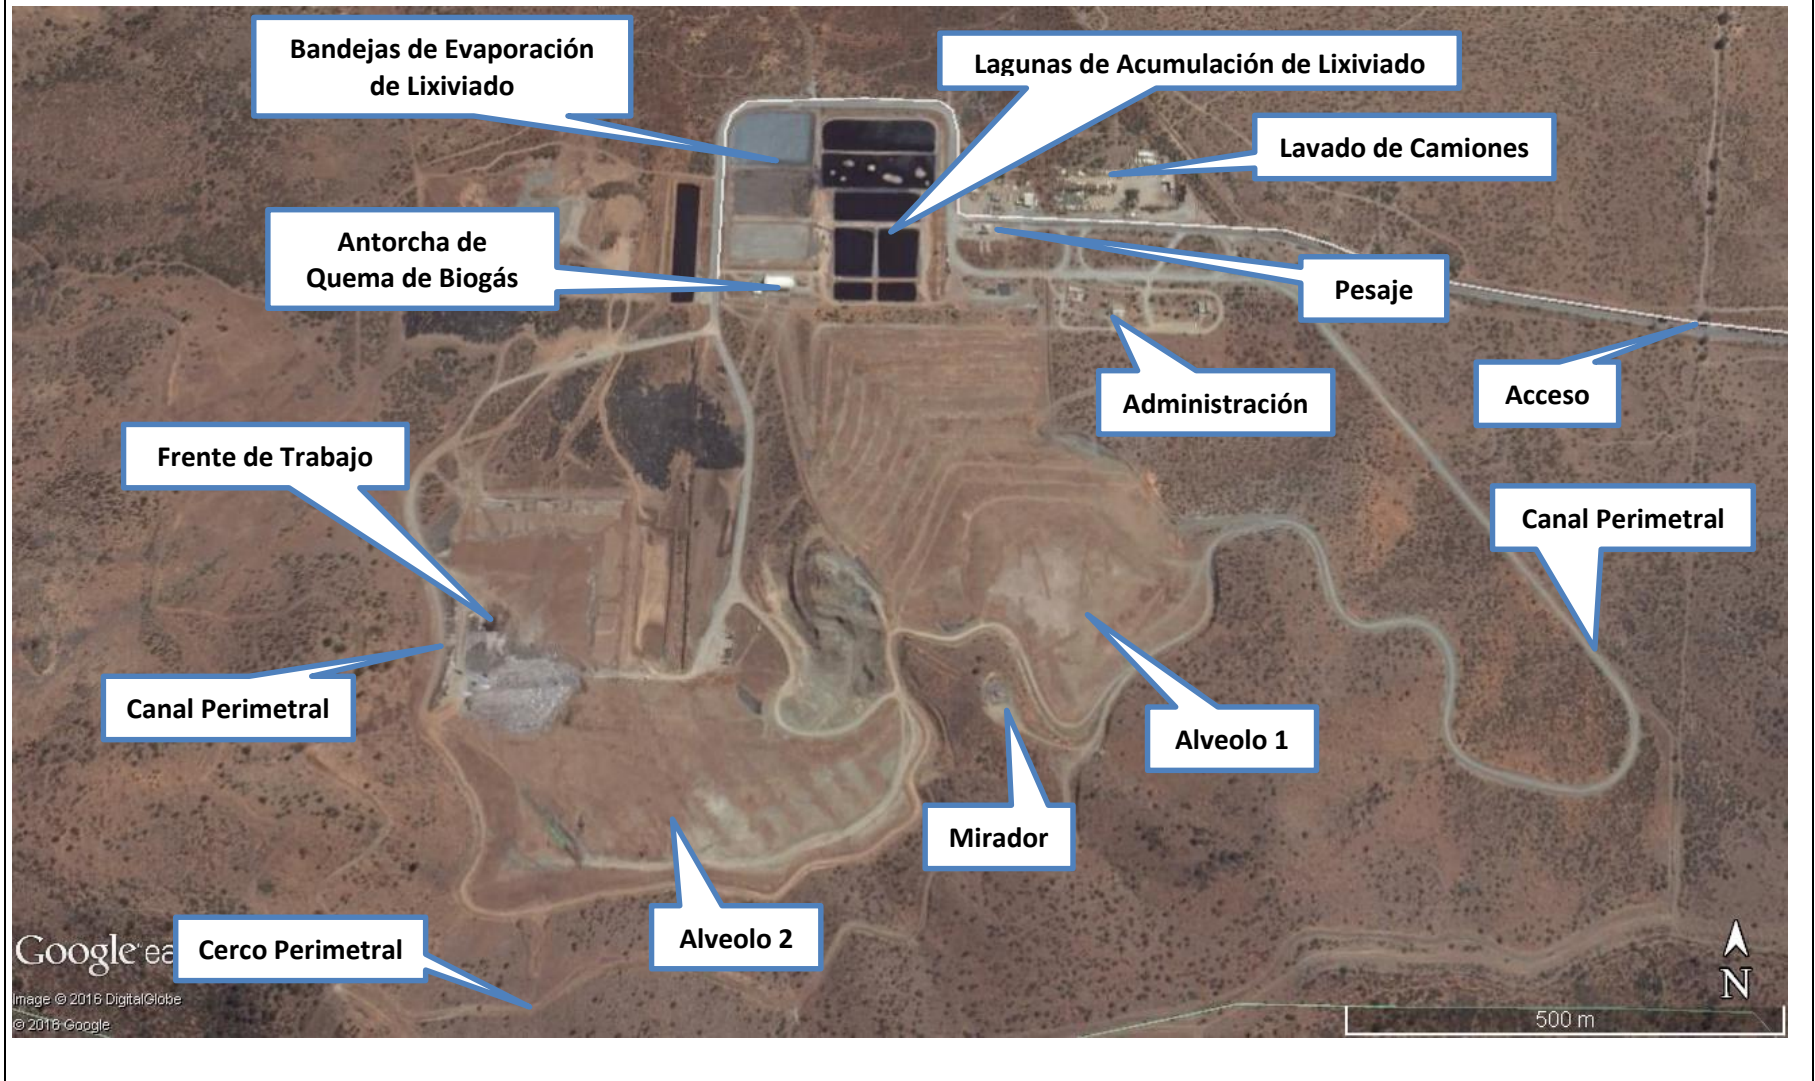 Bandejas de Evaporación
de Lixiviado
Lagunas de Acumulación de Lixiviado
Lavado de Camiones
Antorcha de
Quema de Biogás
Pesaje
Acceso
Administración
Frente de Trabajo
Canal Perimetral
Canal Perimetral
Alveolo 1
Mirador
Alveolo 2
Cerco Perimetral
Google ea
Image © 2016 DigitalGlobe
© 2016 Google
N
500 m